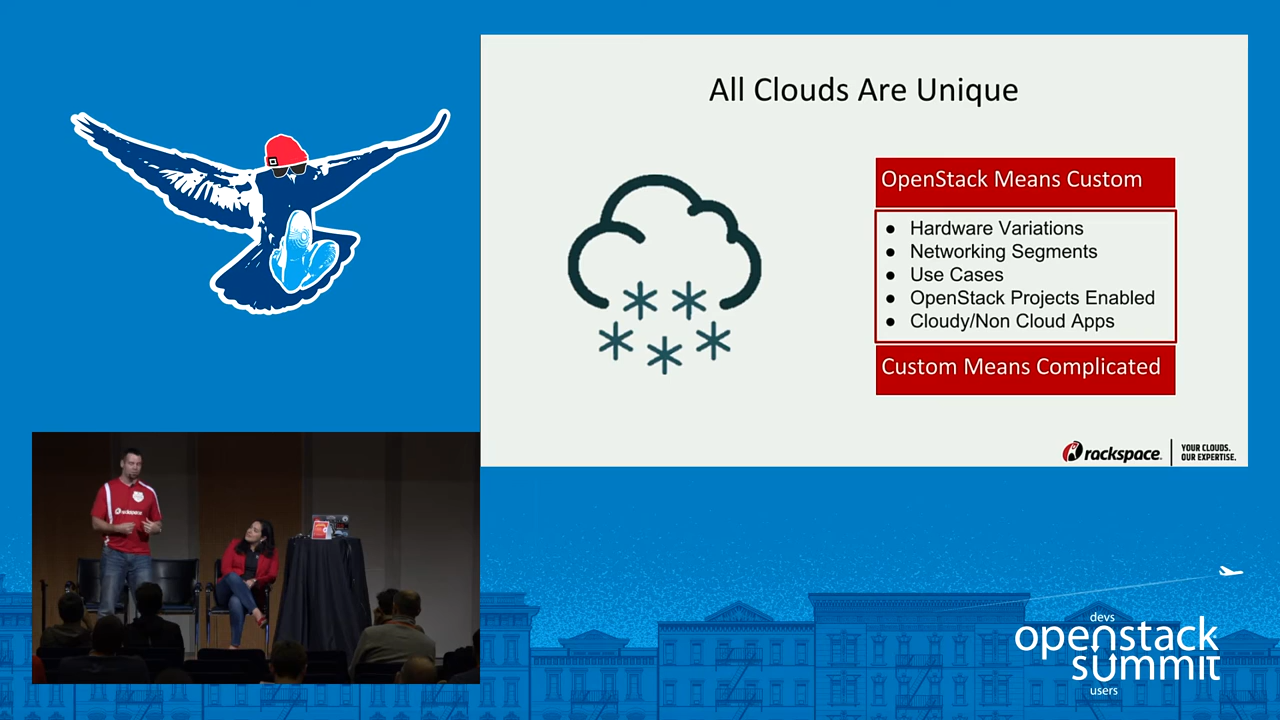 All Clouds Are Unique
OpenStack Means Custom
● Hardware Variations
● Networking Segments
● Use Cases
● OpenStack Projects Enabled
● Cloudy/Non Cloud Apps
Custom Means Complicated
rackspace.
YOUR CLOUDS.
OUR EXPERTISE.
rackspace
devs
openstack
summit
users